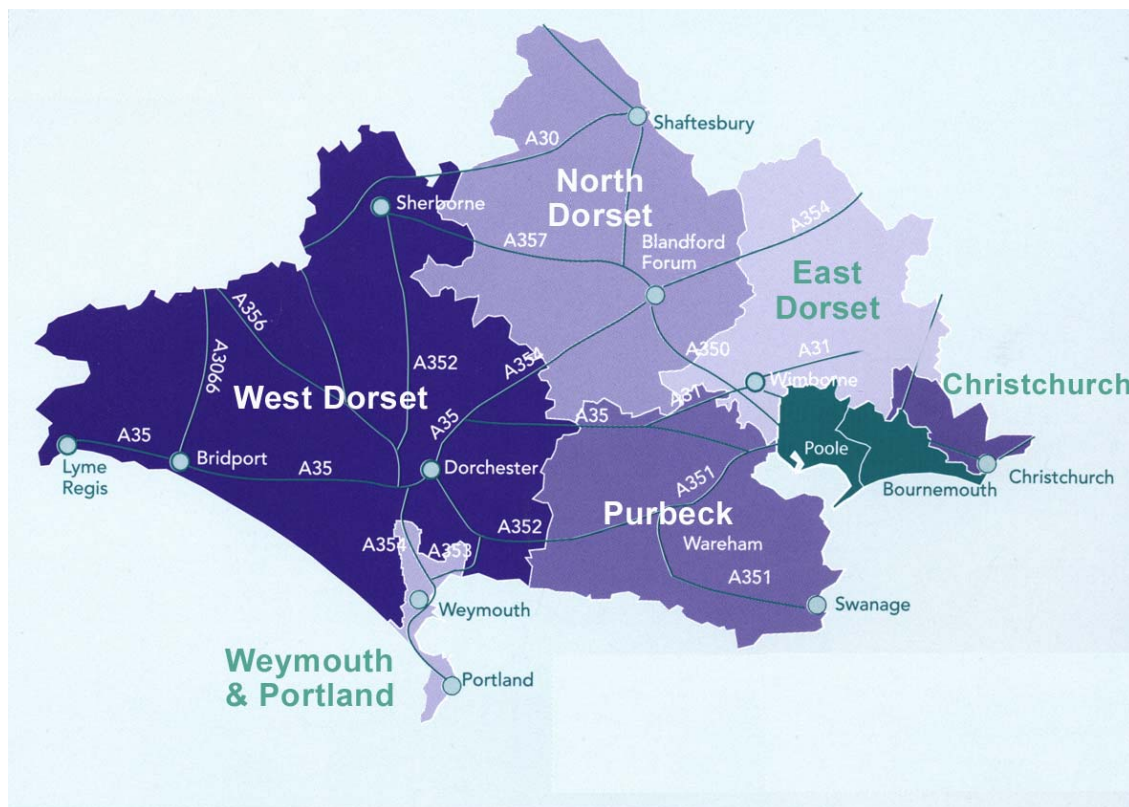 Shaftesbury
A30
North
Dorset
Sherborne
A354
A357
Blandford
Forum
East
Dorset
A356
A350
A31
A352
A354
A3066
Wimborne
Christchurch
West Dorset
A31
A35
A35
A35
Lyme
Regis
Bridport
A35
Dorchester
Poole
Christchurch
Bournemouth
A351
Purbeck
A352
A354
A353
Wareham
A351
Weymouth
Swanage
Weymouth
& Portland
Portland